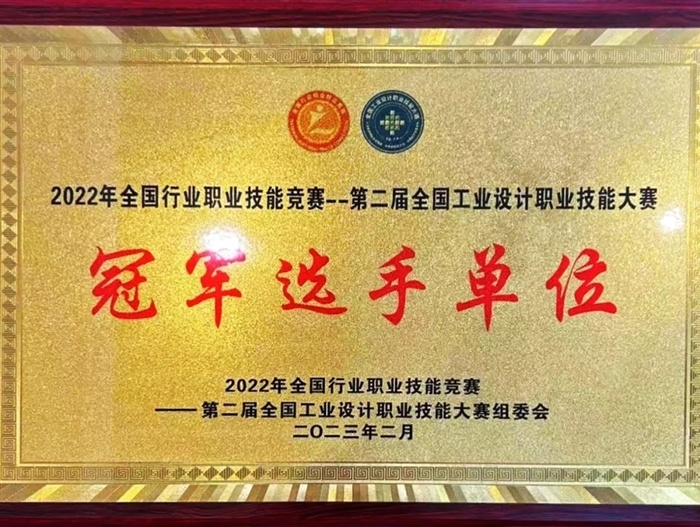 2022年全国行业职业技能竞赛--第二届全国工业设计职业技能大赛
冠军选手单位
2022年全国行业职业技能竞赛
——第二届全国工业设计职业技能大赛组委会
二〇二三年二月